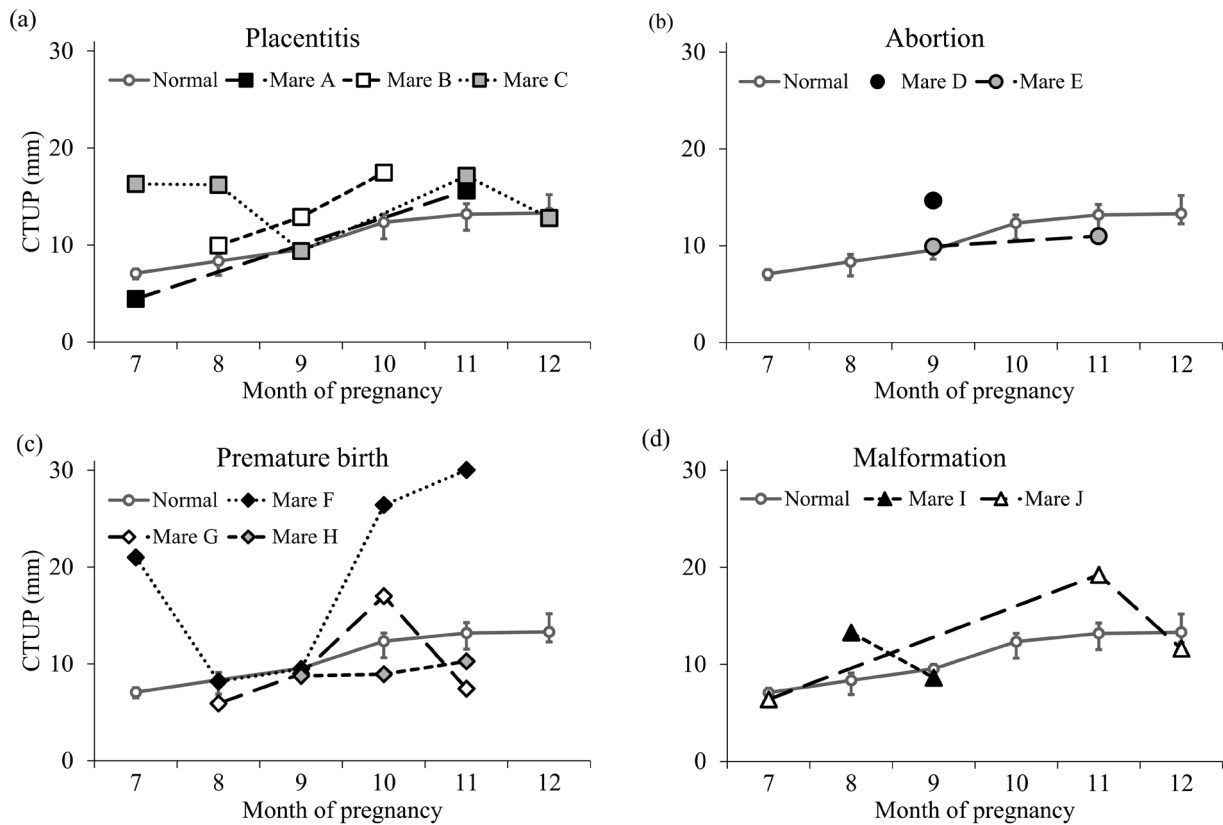 (a)
Placentitis
Normal Mare A Mare B Mare C
CTUP (mm)
30
20
10
0
7 8 9 10 11 12
Month of pregnancy
(b)
Abortion
Normal Mare D Mare E
30
20
10
0
7 8 9 10 11 12
Month of pregnancy
(c)
Premature birth
Normal Mare F
Mare G Mare H
CTUP (mm)
30
20
10
0
7 8 9 10 11 12
Month of pregnancy
(d)
Malformation
Normal Mare I Mare J
30
20
10
0
7 8 9 10 11 12
Month of pregnancy